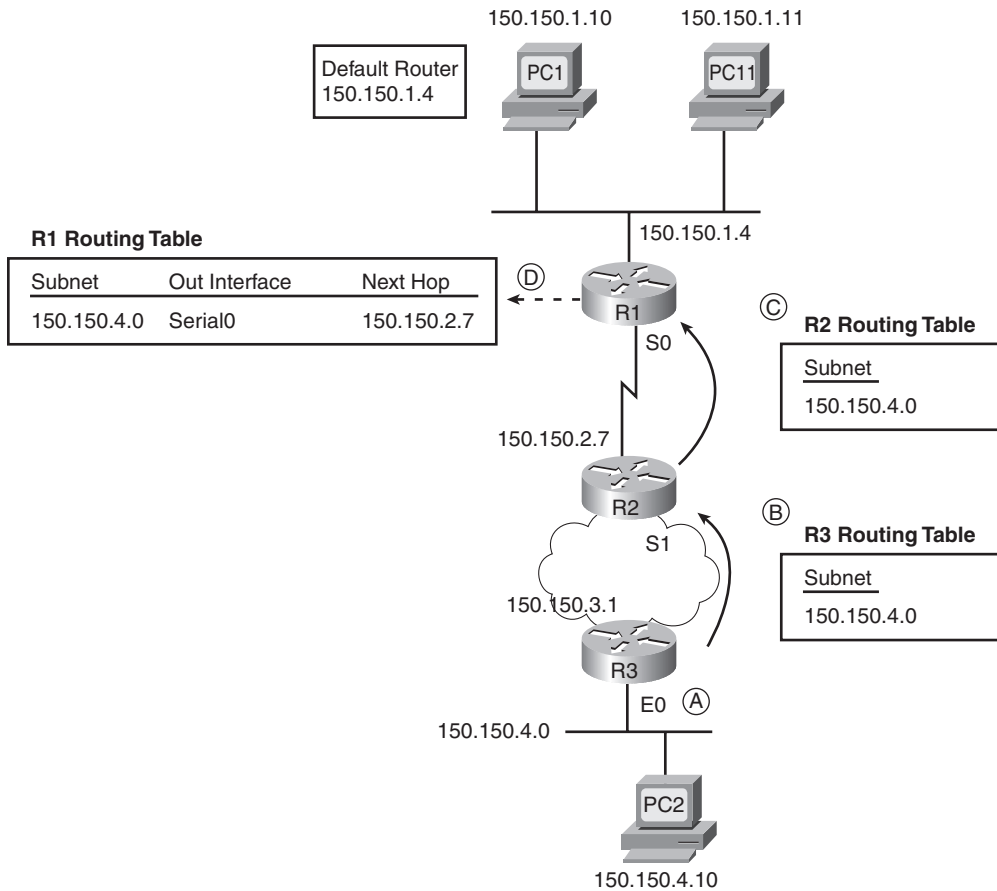 150.150.1.10
150.150.1.11
Default Router
150.150.1.4
PC1
PC11
150.150.1.4
R1 Routing Table
Subnet Out Interface Next Hop
150.150.4.0 Serial0 150.150.2.7
D
R1
S0
C
R2 Routing Table
Subnet
150.150.4.0
150.150.2.7
R2
S1
B
R3 Routing Table
Subnet
150.150.4.0
150.150.3.1
R3
E0
A
150.150.4.0
PC2
150.150.4.10